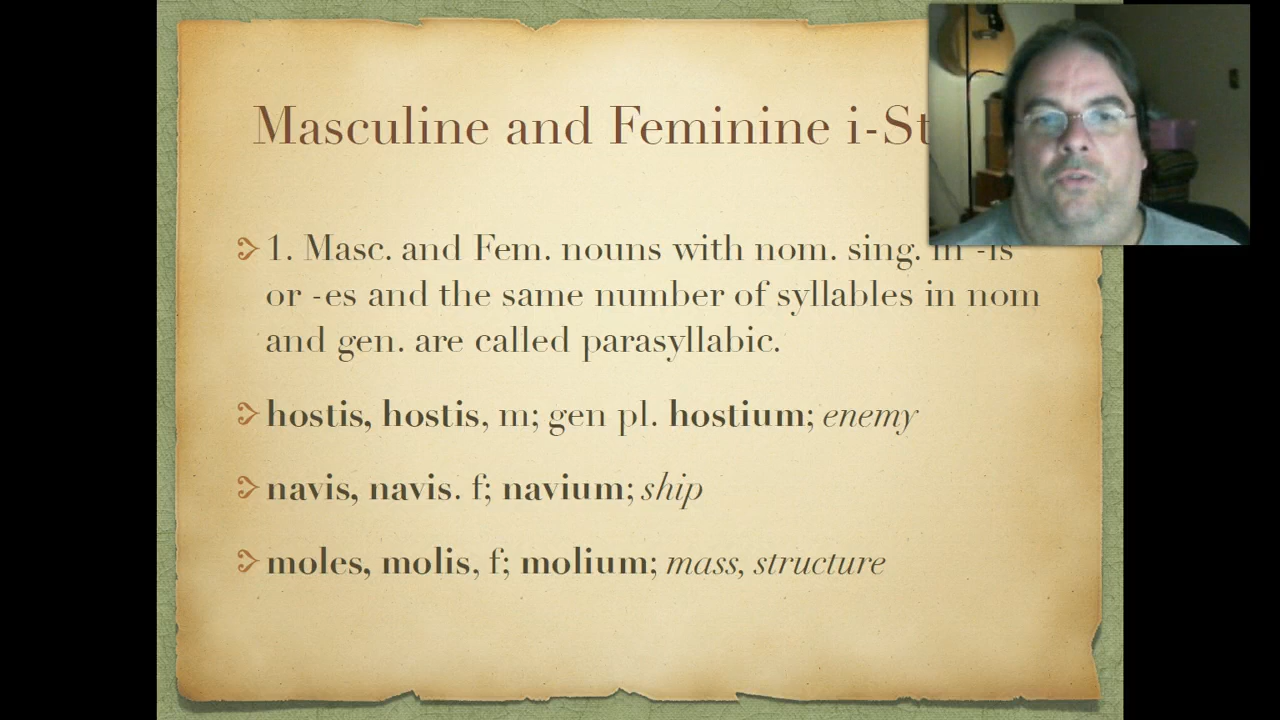 Masculine and Feminine i-St
1. Masc. and Fem. nouns with nom. sing. in -is
or -es and the same number of syllables in nom
and gen. are called parasyllabic.
hostis, hostis, m; gen pl. hostium; enemy
navis, navis. f; navium; ship
moles, molis, f; molium; mass, structure